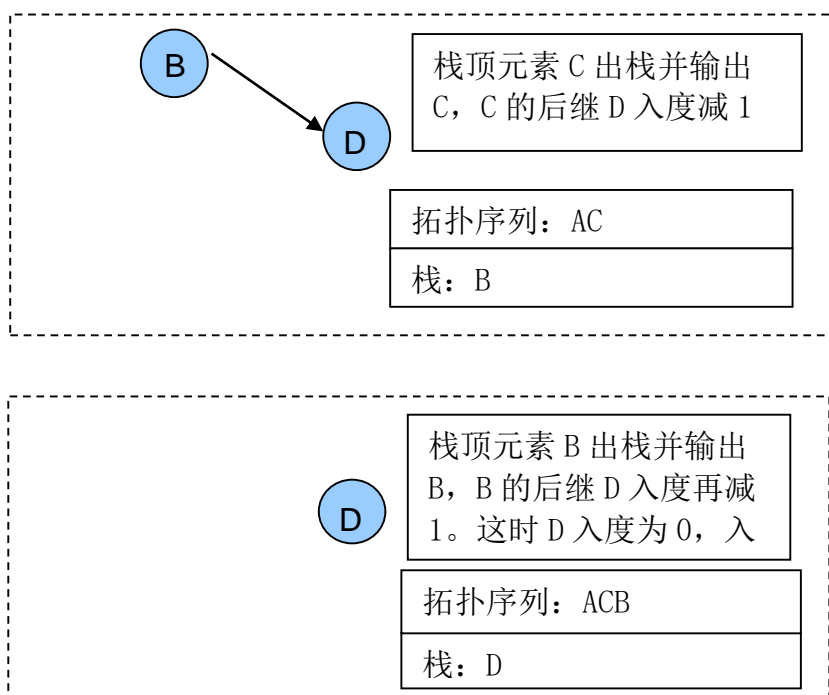 B
D
栈顶元素 C 出栈并输出
C，C 的后继 D 入度减 1
拓扑序列：AC
栈：B
D
栈顶元素 B 出栈并输出
B，B 的后继 D 入度再减
1。这时 D 入度为 0，入
拓扑序列：ACB
栈：D